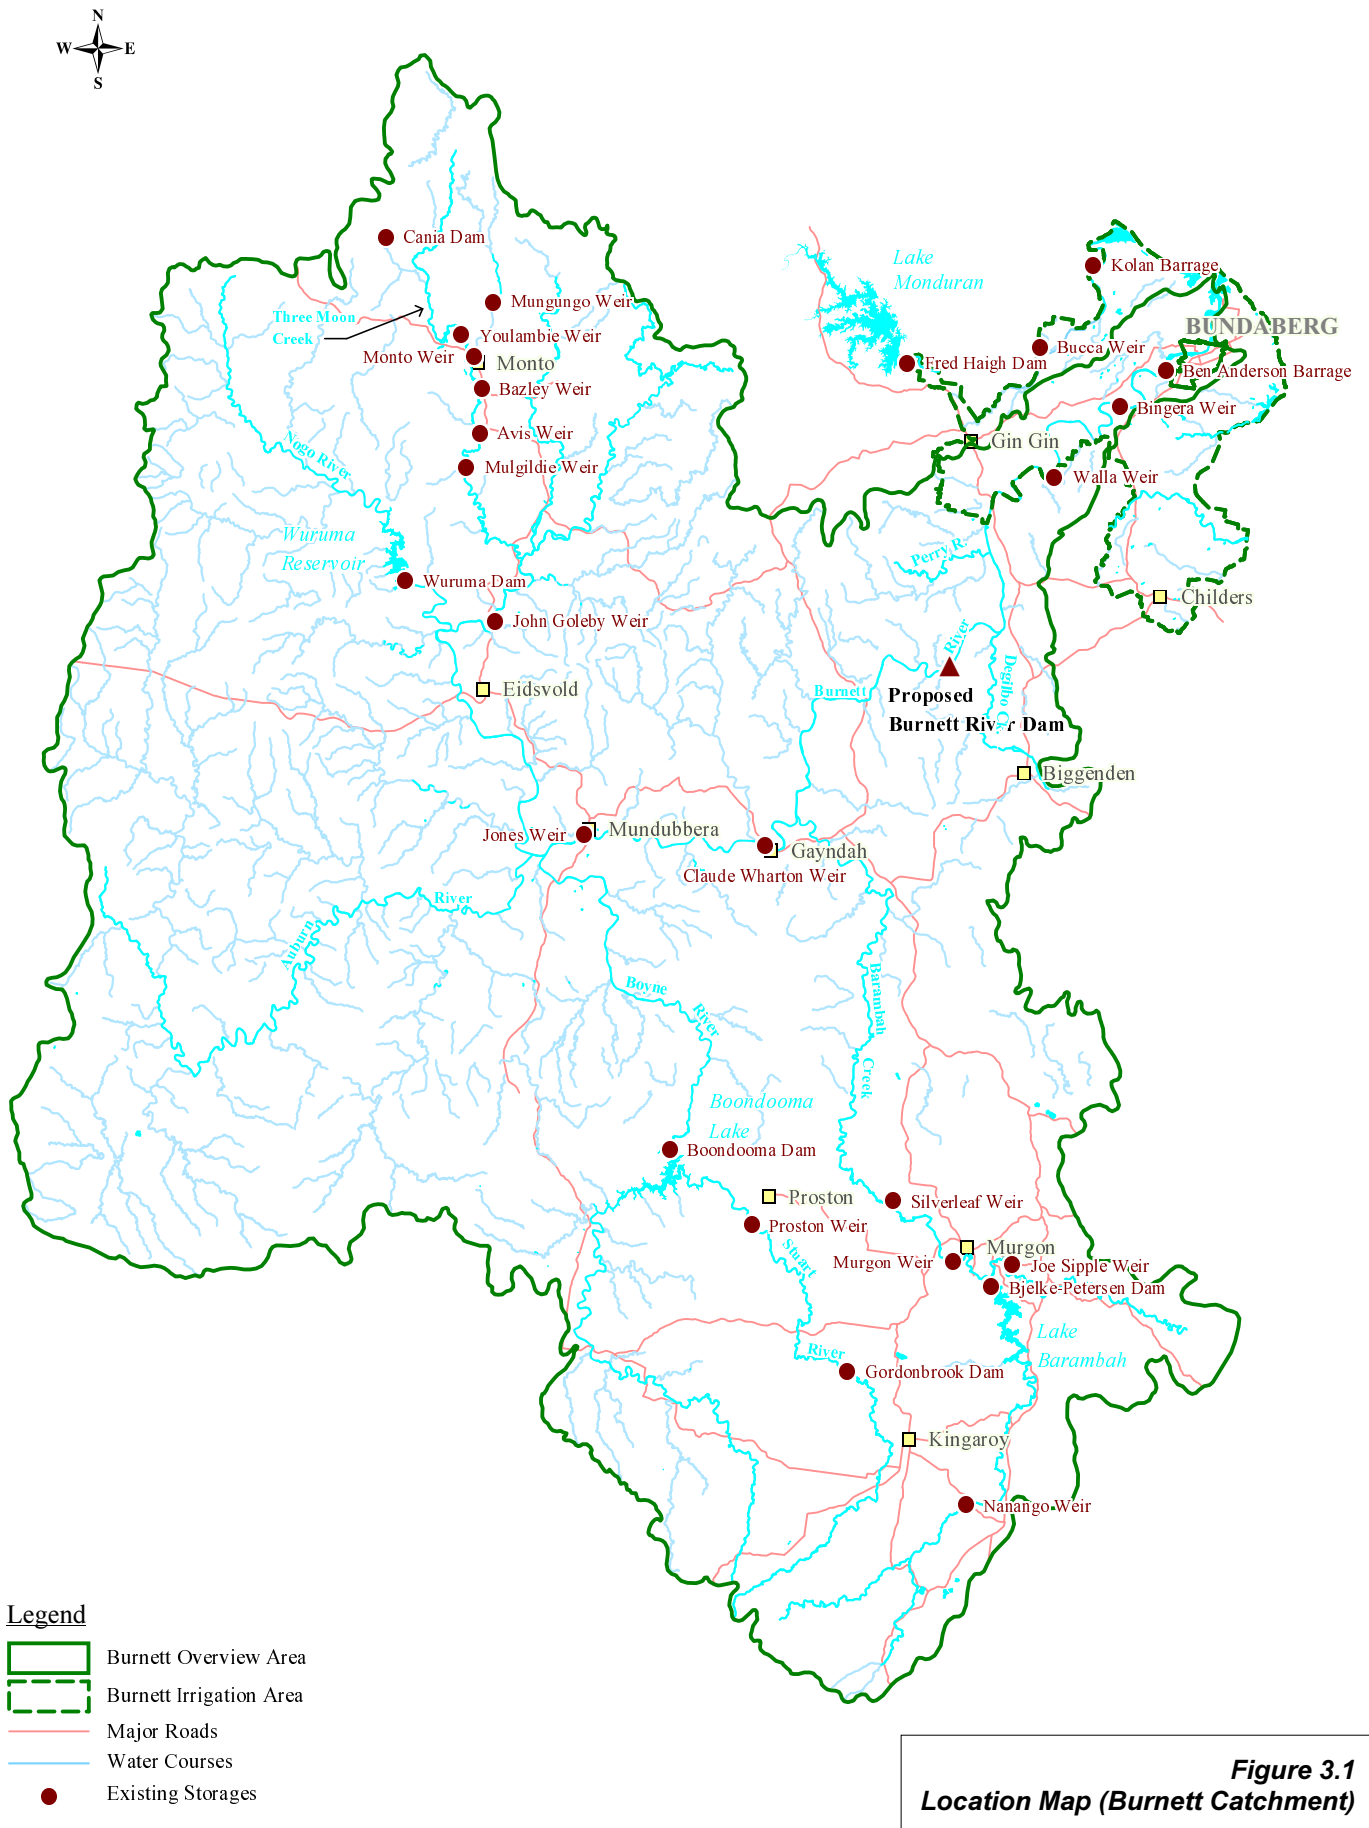 N
W E
S
Cania Dam
Lake
Monduran
Kolan Barrage
Mungungo Weir
Three Moon
Creek
BUNDABERG
Youlambie Weir
Bucca Weir
Monto Weir
Monto
Fred Haigh Dam
Ben Anderson Barrage
Bazley Weir
Bingera Weir
Avis Weir
Gin Gin
Nogo River
Mulgildie Weir
Walla Weir
Wuruma
Reservoir
Perry R.
Wuruma Dam
Childers
John Goleby Weir
River
Degilbo Ck.
Eidsvold
Burnett
Proposed
Burnett River Dam
Biggenden
Jones Weir
Mundubbera
Gayndah
Claude Wharton Weir
River
Auburn
Boyne
River
Barambah
Creek
Boondooma
Lake
Boondooma Dam
Proston
Silverleaf Weir
Proston Weir
Stuart
Murgon
Murgon Weir
Joe Sipple Weir
Bjelke-Petersen Dam
Lake
Barambah
River
Gordonbrook Dam
Kingaroy
Nanango Weir
Legend
Burnett Overview Area
Burnett Irrigation Area
Major Roads
Water Courses
Existing Storages
Figure 3.1
Location Map (Burnett Catchment)